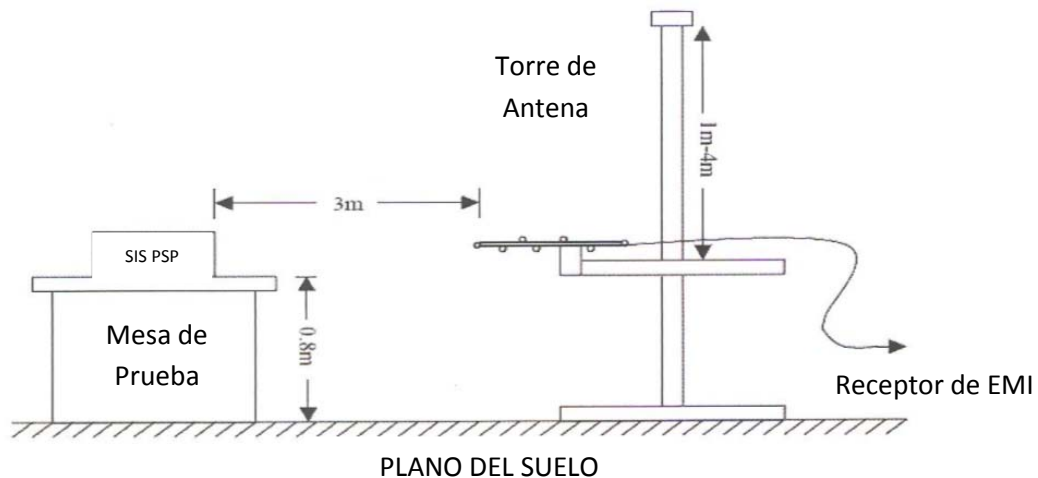 Torre de
Antena
1m-4m
3m
SIS PSP
Mesa de
Prueba
0.8m
Receptor de EMI
PLANO DEL SUELO